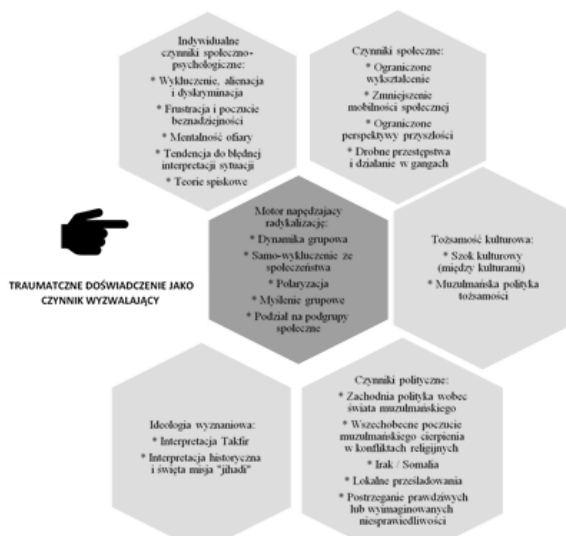 Indywidualne
czynniki społeczno-
psychologiczne:
* Wykluczenie, alienacja
i dyskryminacja
* Frustracja i poczucie
beznadziejności
* Mentalność ofiary
* Tendencja do błędnej
interpretacji sytuacji
* Teorie spiskowe
Czynniki społeczne:
* Ograniczone
wykształcenie
* Zmniejszenie
mobilności społecznej
* Ograniczone
perspektywy przyszłości
* Drobne przestępstwa
i działanie w gangach
TRAUMATCZNE DOŚWIADCZENIE JAKO
CZYNNIK WYZWALAJĄCY
Motor napędzajacy
radykalizację:
* Dynamika grupowa
* Samo-wykluczenie ze
społeczeństwa
* Polaryzacja
* Myślenie grupowe
* Podział na podgrupy
społeczne
Tożsamość kulturowa:
* Szok kulturowy
(między kulturami)
* Muzułmańska polityka
tożsamości
Ideologia wyznaniowa:
* Interpretacja Takfir
* Interpretacja historyczna
i święta misja "jihadi"
Czynniki polityczne:
* Zachodnia polityka wobec
świata muzułmańskiego
* Wszechobecne poczucie
muzułmańskiego cierpienia
w konfliktach religijnych
* Irak / Somalia
* Lokalne prześladowania
* Postrzeganie prawdziwych
lub wyimaginowanych
niesprawiedliwości